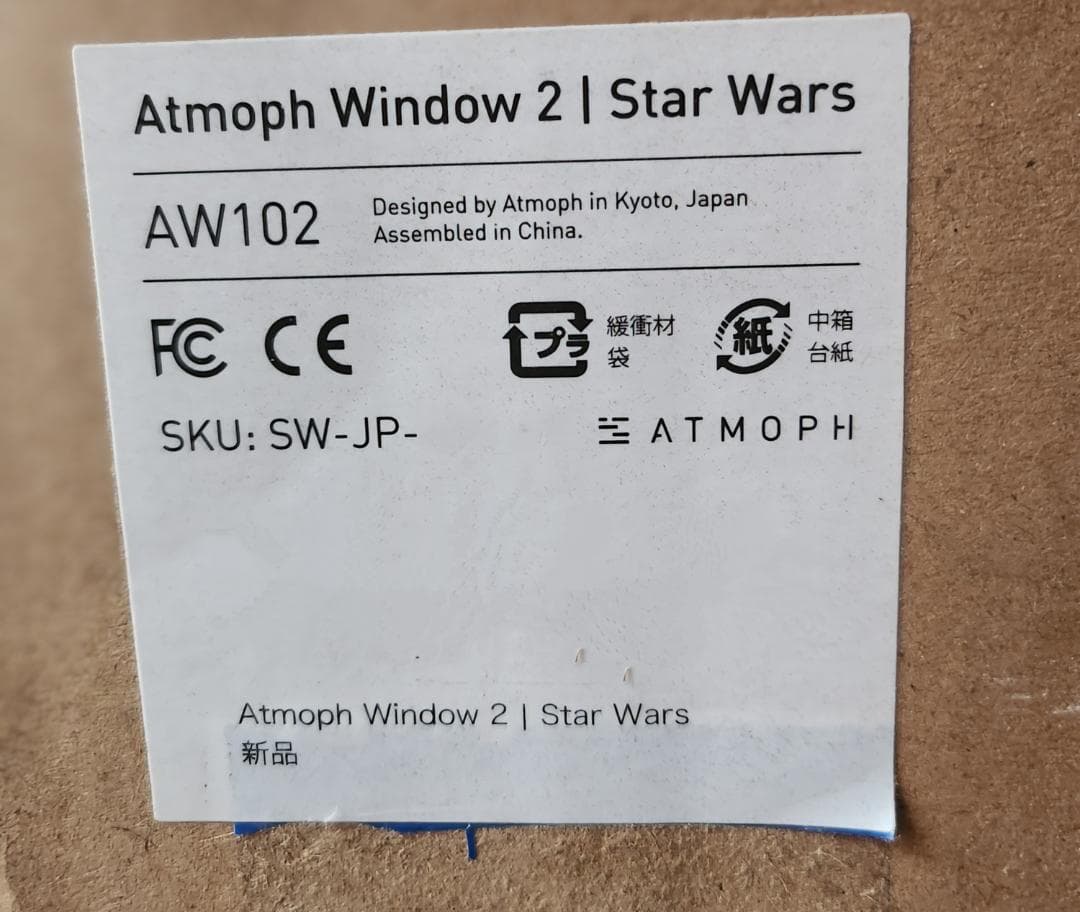 Atmoph Window 2 | Star Wars
AW102
Designed by Atmoph in Kyoto, Japan
Assembled in China.
FC CE
プラ
緩衝材
袋
紙
中箱
台紙
SKU: SW-JP-
ATMOPH
Atmoph Window 2 | Star Wars
新品